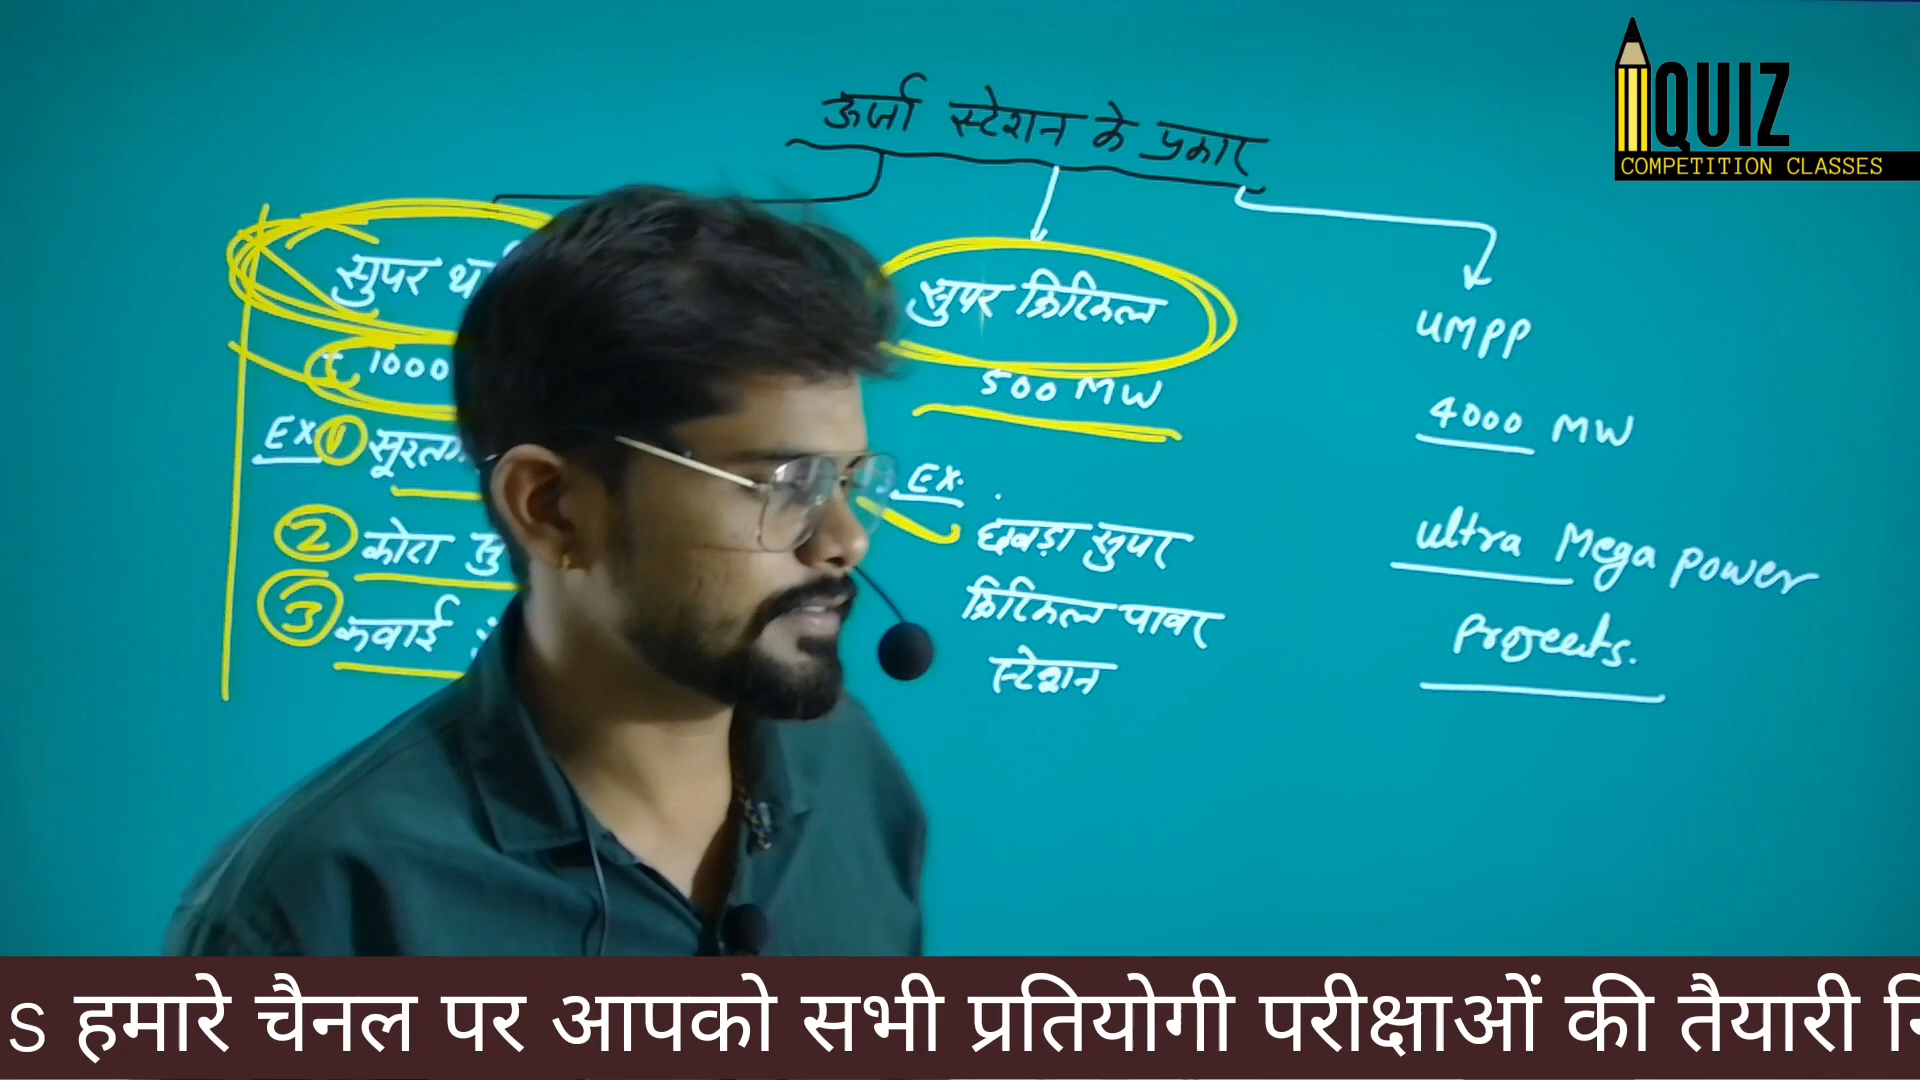 QUIZ
COMPETITION CLASSES
ऊर्जा स्टेशन के प्रकार
सुपर
1000
Ex
①
② कोटा सु
③ कवाई
सुपर क्रिटिकल
500 MW
Ex.
छबड़ा सुपर
क्रिटिकल पावर
स्टेशन
UMPP
4000 MW
ultra Mega power
Projects.
s हमारे चैनल पर आपको सभी प्रतियोगी परीक्षाओं की तैयारी